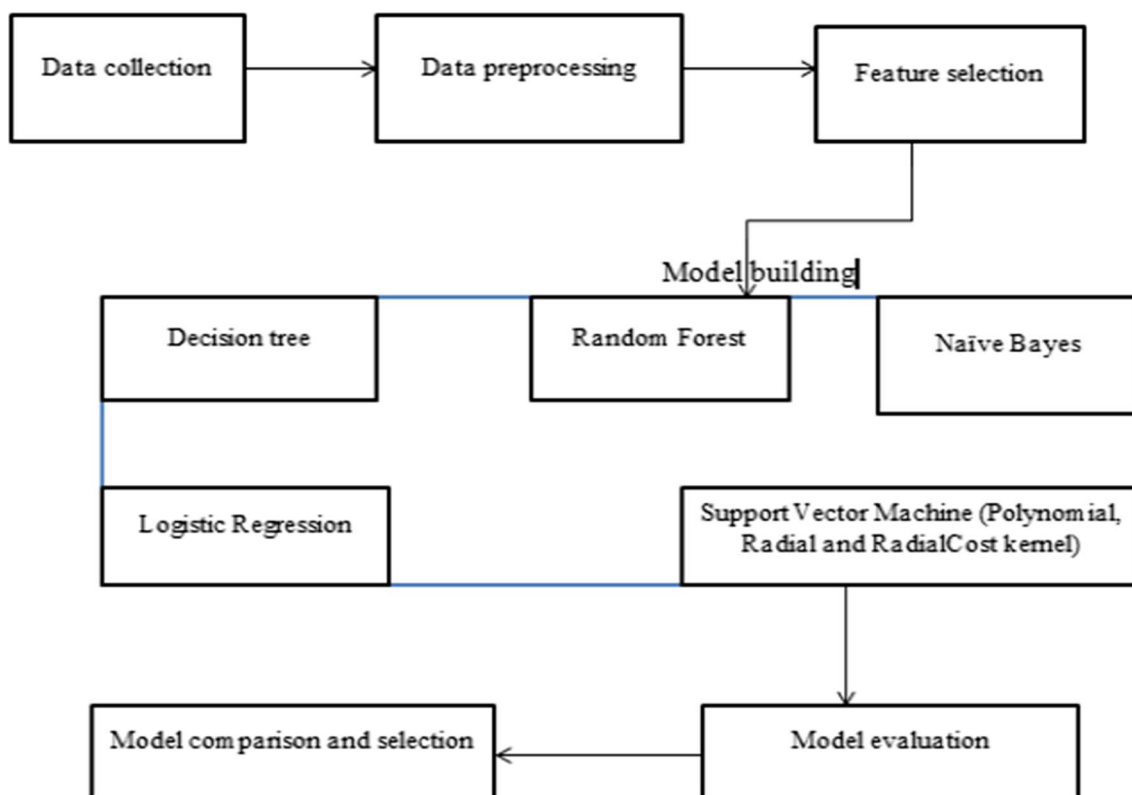 Data collection
Data preprocessing
Feature selection
Model building
Decision tree
Random Forest
Naïve Bayes
Logistic Regression
Support Vector Machine (Polynomial,
Radial and RadialCost kernel)
Model comparison and selection
Model evaluation